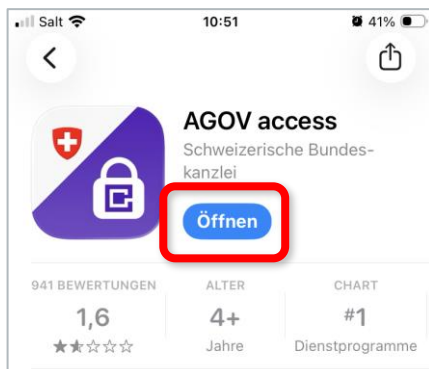 Salt 10:51 41%
AGOV access
Schweizerische Bundes-
kanzlei
Öffnen
941 BEWERTUNGEN ALTER CHART
1,6 4+ #1
Jahre Dienstprogramme